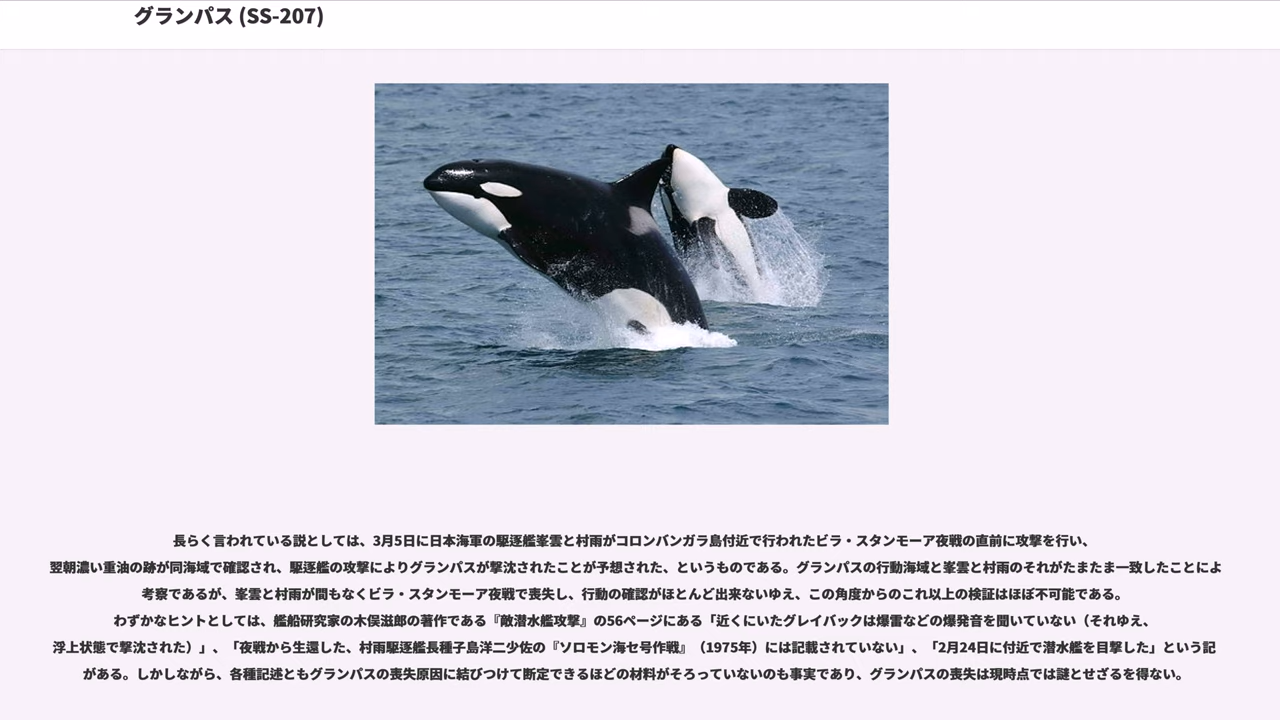 グランパス (SS-207)
長らく言われている説としては、3月5日に日本海軍の駆逐艦峯雲と村雨がコロンバンガラ島付近で行われたビラ・スタンモーア夜戦の直前に攻撃を行い、
翌朝濃い重油の跡が同海域で確認され、駆逐艦の攻撃によりグランパスが撃沈されたことが予想された、というものである。グランパスの行動海域と峯雲と村雨のそれがたまたま一致したことによ
考察であるが、峯雲と村雨が間もなくビラ・スタンモーア夜戦で喪失し、行動の確認がほとんど出来ないゆえ、この角度からのこれ以上の検証はほぼ不可能である。
わずかなヒントとしては、艦船研究家の木俣滋郎の著作である『敵潜水艦攻撃』の56ページにある「近くにいたグレイバックは爆雷などの爆発音を聞いていない（それゆえ、
浮上状態で撃沈された）」、「夜戦から生還した、村雨駆逐艦長種子島洋二少佐の『ソロモン海セ号作戦』（1975年）には記載されていない」、「2月24日に付近で潜水艦を目撃した」という記
がある。しかしながら、各種記述ともグランパスの喪失原因に結びつけて断定できるほどの材料がそろっていないのも事実であり、グランパスの喪失は現時点では謎とせざるを得ない。